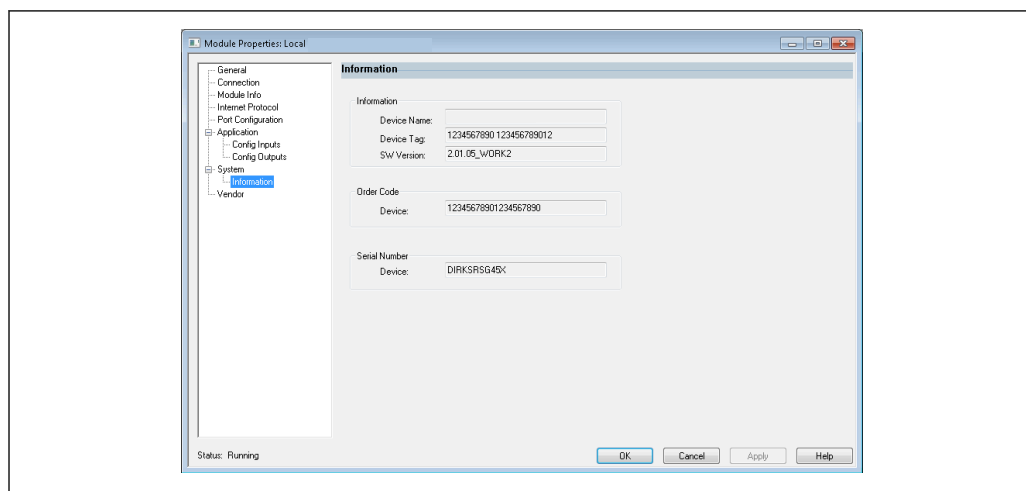 Module Properties: Local
General
Connection
Module Info
Internet Protocol
Port Configuration
Application
Config Inputs
Config Outputs
System
Information
Vendor
Information
Information
Device Name:
Device Tag: 1234567890 123456789012
SW Version: 2.01.05_WORK2
Order Code
Device: 12345678901234567890
Serial Number
Device: DIRKSRSG45X
Status: Running
OK Cancel Apply Help